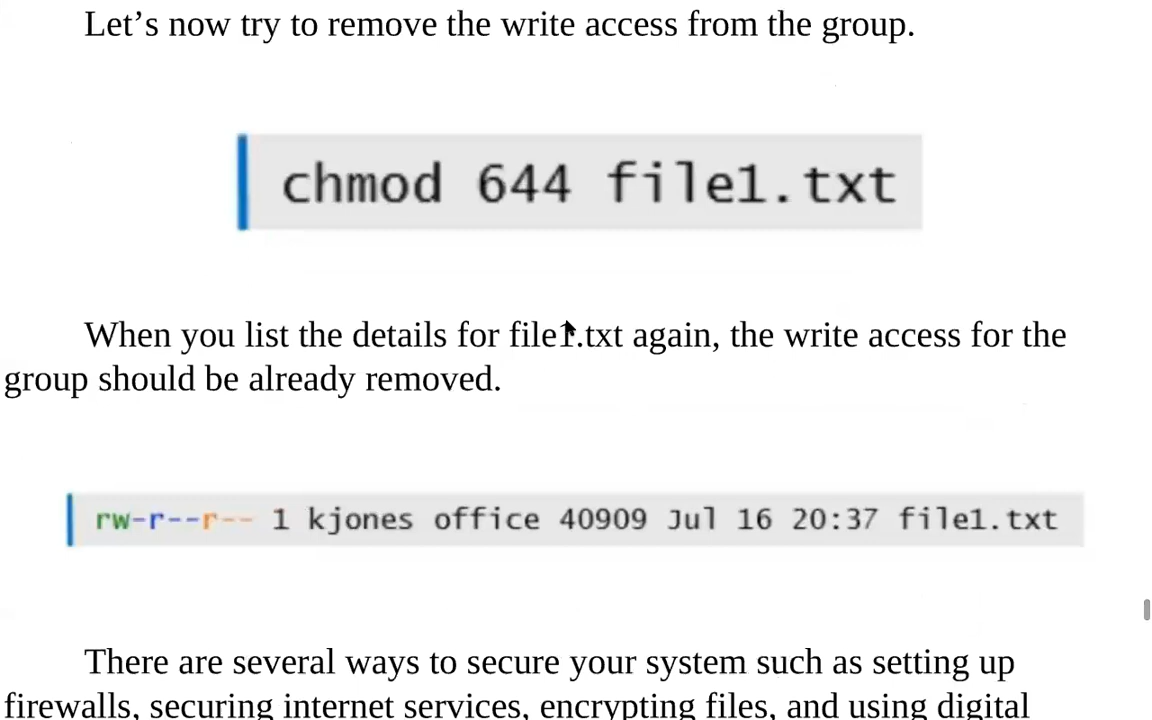 Let’s now try to remove the write access from the group.
chmod 644 file1.txt
When you list the details for file1.txt again, the write access for the
group should be already removed.
rw-r--r-- 1 kjones office 40909 Jul 16 20:37 file1.txt
There are several ways to secure your system such as setting up
firewalls, securing internet services, encrypting files, and using digital